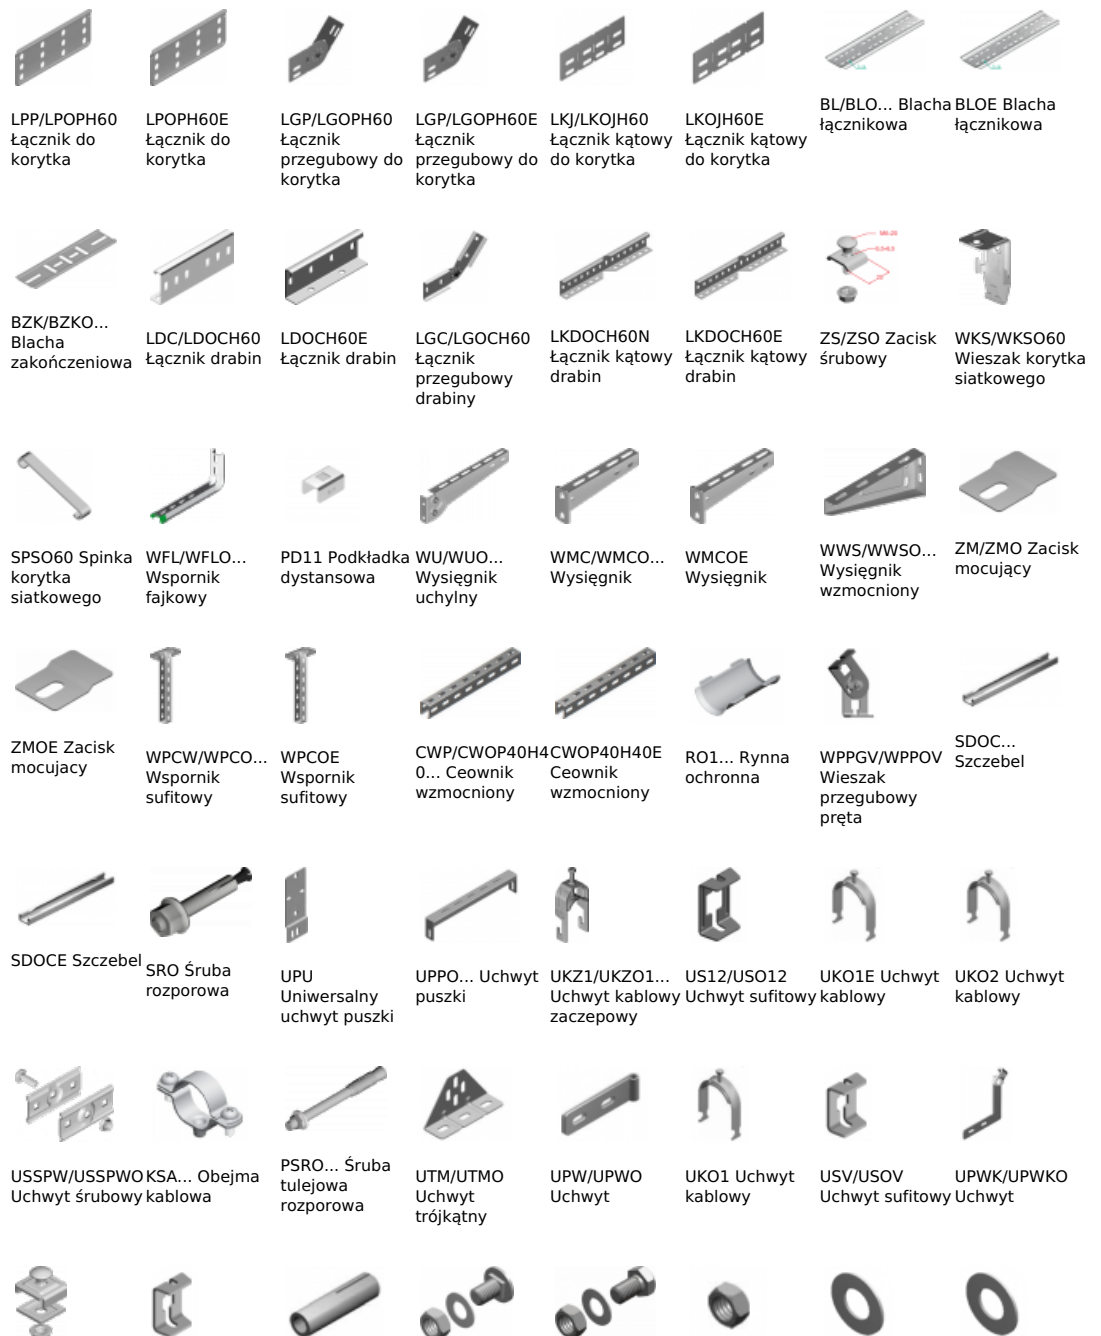 LPP/LPOPH60
Łącznik do
korytka
LPOPH60E
Łącznik do
korytka
LGP/LGOPH60
Łącznik
przegubowy do
korytka
LGP/LGOPH60E
Łącznik
przegubowy do
korytka
LKJ/LKOJH60
Łącznik kątowy
do korytka
LKOJH60E
Łącznik kątowy
do korytka
BL/BLO... Blacha
łącznikowa
BLOE Blacha
łącznikowa
BZK/BZKO...
Blacha
zakończeniowa
LDC/LDOCH60
Łącznik drabin
LDOCH60E
Łącznik drabin
LGC/LGOCH60
Łącznik
przegubowy
drabiny
LKDOCH60N
Łącznik kątowy
drabin
LKDOCH60E
Łącznik kątowy
drabin
ZS/ZSO Zacisk
śrubowy
WKS/WKSO60
Wieszak korytka
siatkowego
SPSO60 Spinka
korytka
siatkowego
WFL/WFLO...
Wspornik
fajkowy
PD11 Podkładka
dystansowa
WU/WUO...
Wysięgnik
uchylny
WMC/WMCO...
Wysięgnik
WMCOE
Wysięgnik
WWS/WWSO...
Wysięgnik
wzmocniony
ZM/ZMO Zacisk
mocujący
ZMOE Zacisk
mocujacy
WPCW/WPCO...
Wspornik
sufitowy
WPCOE
Wspornik
sufitowy
CWP/CWOP40H4
0... Ceownik
wzmocniony
CWOP40H40E
Ceownik
wzmocniony
RO1... Rynna
ochronna
WPPGV/WPPOV
Wieszak
przegubowy
pręta
SDOC...
Szczebel
SDOCE Szczebel
SRO Śruba
rozporowa
UPU
Uniwersalny
uchwyt puszki
UPPO... Uchwyt
puszki
UKZ1/UKZO1...
Uchwyt kablowy
zaczepowy
US12/USO12
Uchwyt sufitowy
UKO1E Uchwyt
kablowy
UKO2 Uchwyt
kablowy
USSPW/USSPWO
Uchwyt śrubowy
KSA... Obejma
kablowa
PSRO... Śruba
tulejowa
rozporowa
UTM/UTMO
Uchwyt
trójkątny
UPW/UPWO
Uchwyt
UKO1 Uchwyt
kablowy
USV/USOV
Uchwyt sufitowy
UPWK/UPWKO
Uchwyt